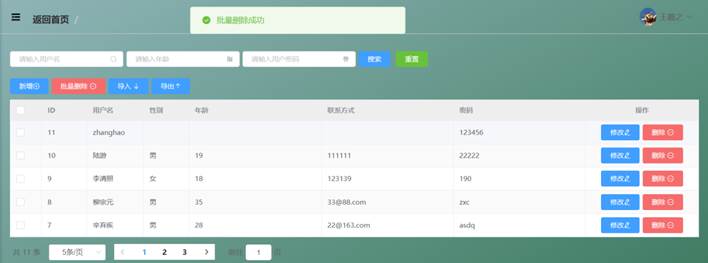 返回首页 /
批量删除成功
王羲之
请输入用户名 请输入年龄 请输入用户密码 搜索 重置
新增 批量删除 导入 导出
ID 用户名 性别 年龄 联系方式 密码 操作
11 zhanghao 123456 修改 删除
10 陆游 男 19 111111 22222 修改 删除
9 李清照 女 18 123139 190 修改 删除
8 柳宗元 男 35 33@88.com zxc 修改 删除
7 辛弃疾 男 28 22@163.com asdq 修改 删除
共 11 条 5条/页 1 2 3 前往 1 页